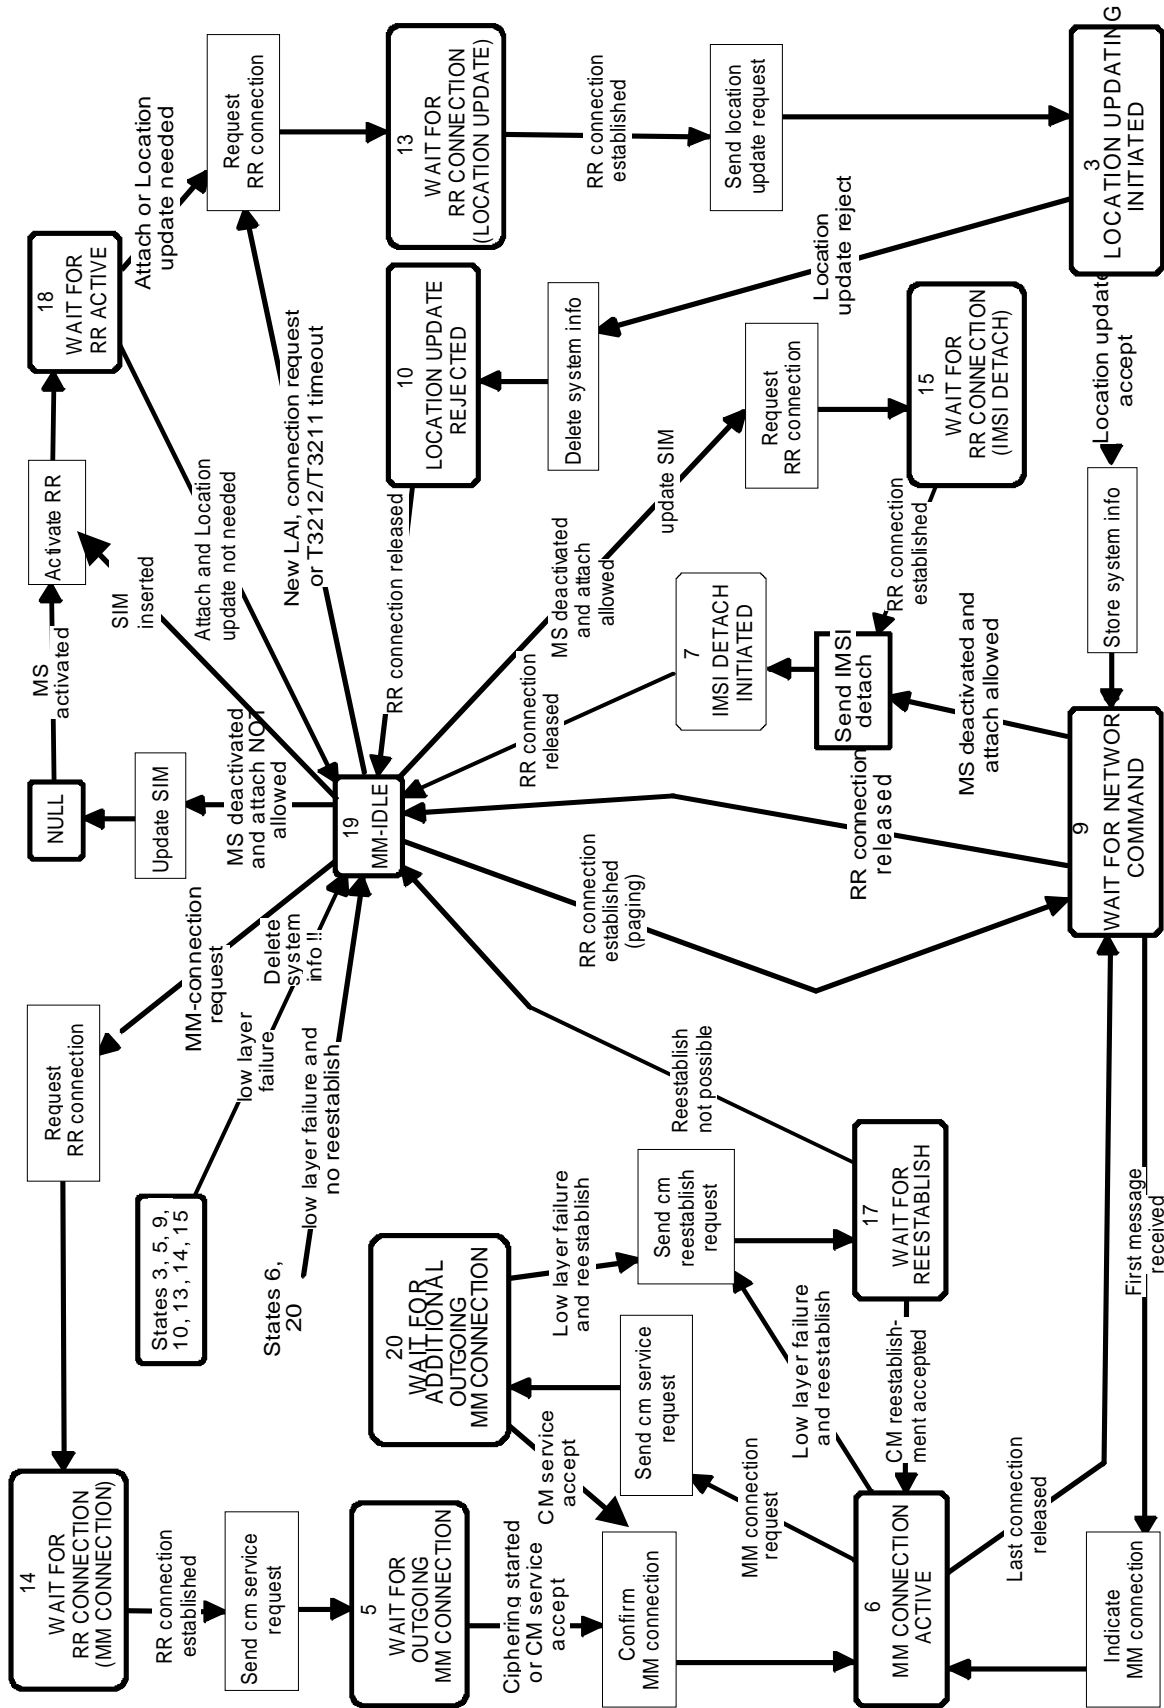 14
WAIT FOR
RR CONNECTION
(MM CONNECTION)
RR connection
established
Send cm service
request
5
WAIT FOR
OUTGOING
MM CONNECTION
Ciphering started
or CM service
accept
Confirm
MM connection
6
MM CONNECTION
ACTIVE
Indicate
MM connection
Request
RR connection
MM-connection
request
States 3, 5, 9,
10, 13, 14, 15
low layer
failure
Delete
system
info !!
States 6,
20
low layer failure and
no reestablish
20
WAIT FOR
ADDITIONAL
OUTGOING
MM CONNECTION
CM service
accept
Send cm service
request
MM connection
request
Low layer failure
and reestablish
Send cm
reestablish
request
Low layer failure
and reestablish
17
WAIT FOR
REESTABLISH
CM reestablish-
ment accepted
Reestablish
not possible
Last connection
released
First message
received
NULL
Update SIM
MS deactivated
and attach NOT
allowed
19
MM-IDLE
MS
activated
Activate RR
SIM
inserted
18
WAIT FOR
RR ACTIVE
Attach and Location
update not needed
Attach or Location
update needed
Request
RR connection
New LAI, connection request
or T3212/T32111 timeout
13
WAIT FOR
RR CONNECTION
(LOCATION UPDATE)
RR connection
established
Send location
update request
3
LOCATION UPDATING
INITIATED
Location
update reject
Delete system info
10
LOCATION UPDATE
REJECTED
RR connection released
MS deactivated
and attach
allowed
update SIM
Request
RR connection
15
WAIT FOR
RR CONNECTION
(IMSI DETACH)
RR connection
established
Send IMSI
detach
7
IMSI DETACH
INITIATED
RR connection
released
RR connection
established
(paging)
RR connection
released
MS deactivated and
attach allowed
Location update
accept
Store system info
9
WAIT FOR NETWORK
COMMAND